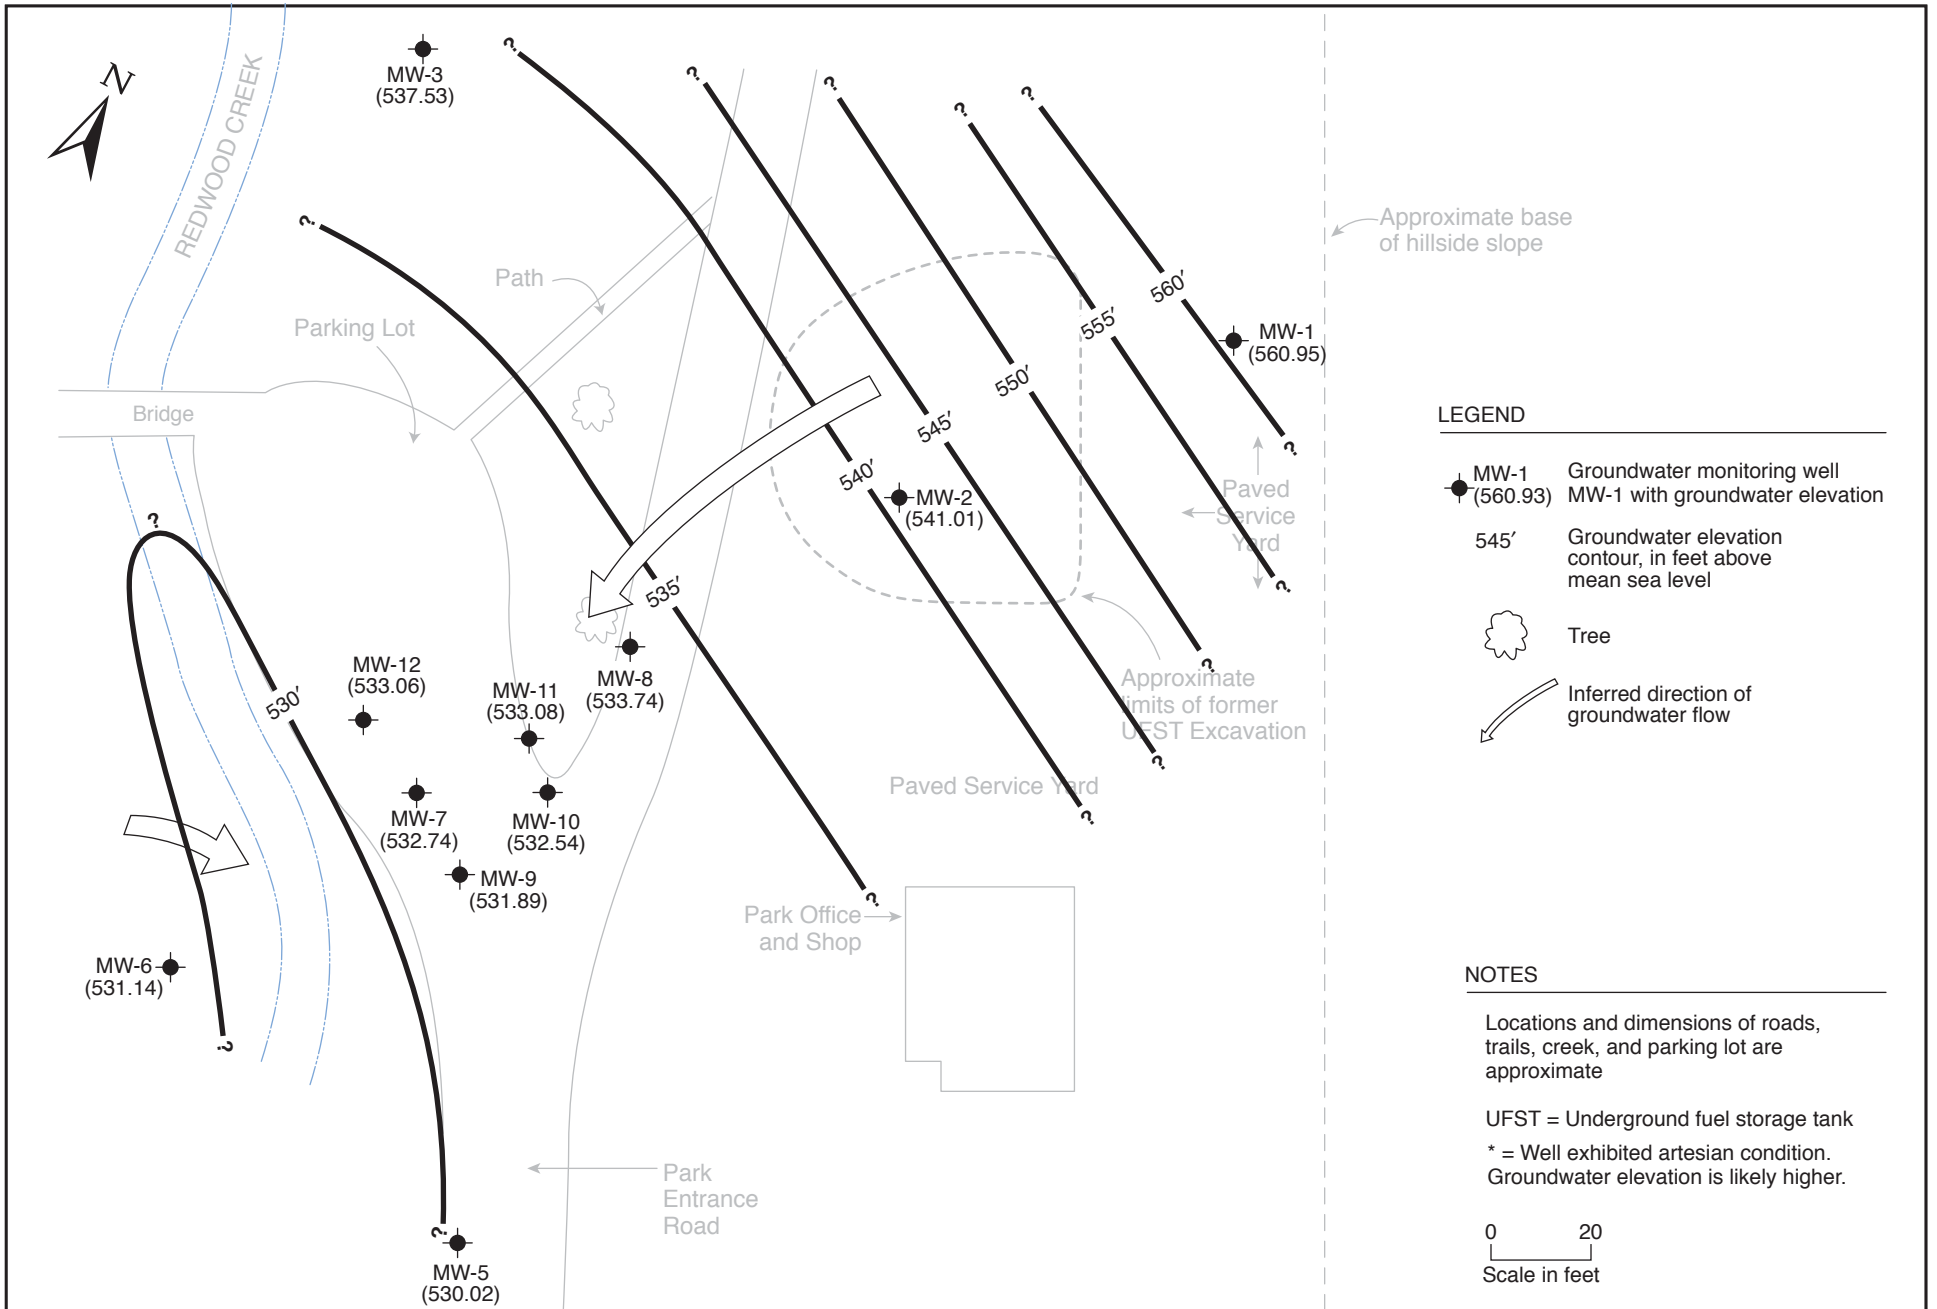 N
REDWOOD CREEK
MW-3
(537.53)
?
?
?
?
?
?
Path
Parking Lot
Bridge
Approximate base
of hillside slope
560′
555′
550′
545′
540′
535′
530′
MW-1
(560.95)
?
MW-2
(541.01)
Paved
Service
Yard
?
?
?
MW-12
(533.06)
MW-11
(533.08)
MW-8
(533.74)
?
Approximate
limits of former
UFST Excavation
?
Paved Service Yard
?
MW-7
(532.74)
MW-10
(532.54)
MW-9
(531.89)
?
Park Office
and Shop
MW-6
(531.14)
?
Park
Entrance
Road
?
MW-5
(530.02)
LEGEND
MW-1
(560.93)
Groundwater monitoring well
MW-1 with groundwater elevation
545′
Groundwater elevation
contour, in feet above
mean sea level
Tree
Inferred direction of
groundwater flow
NOTES
Locations and dimensions of roads,
trails, creek, and parking lot are
approximate
UFST = Underground fuel storage tank
* = Well exhibited artesian condition.
Groundwater elevation is likely higher.
0 20
Scale in feet